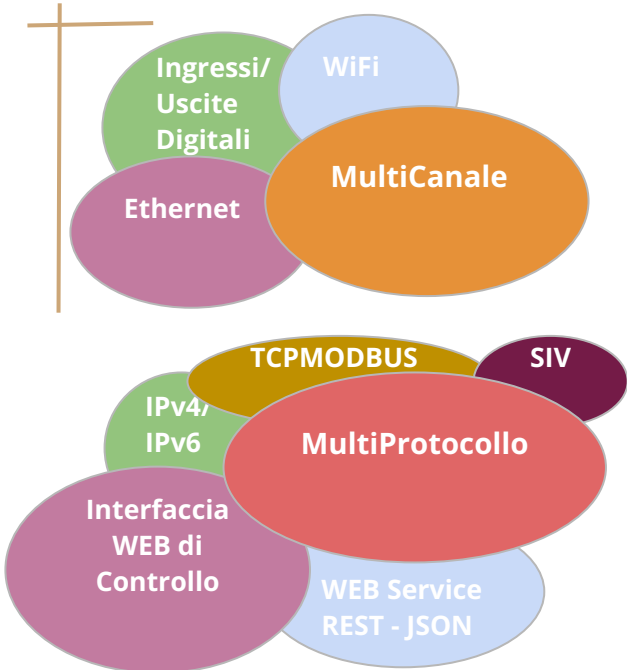 Ingressi/
Uscite
Digitali
WiFi
MultiCanale
Ethernet
TCPMODBUS
SIV
IPv4/
IPv6
MultiProtocollo
Interfaccia
WEB di
Controllo
WEB Service
REST - JSON